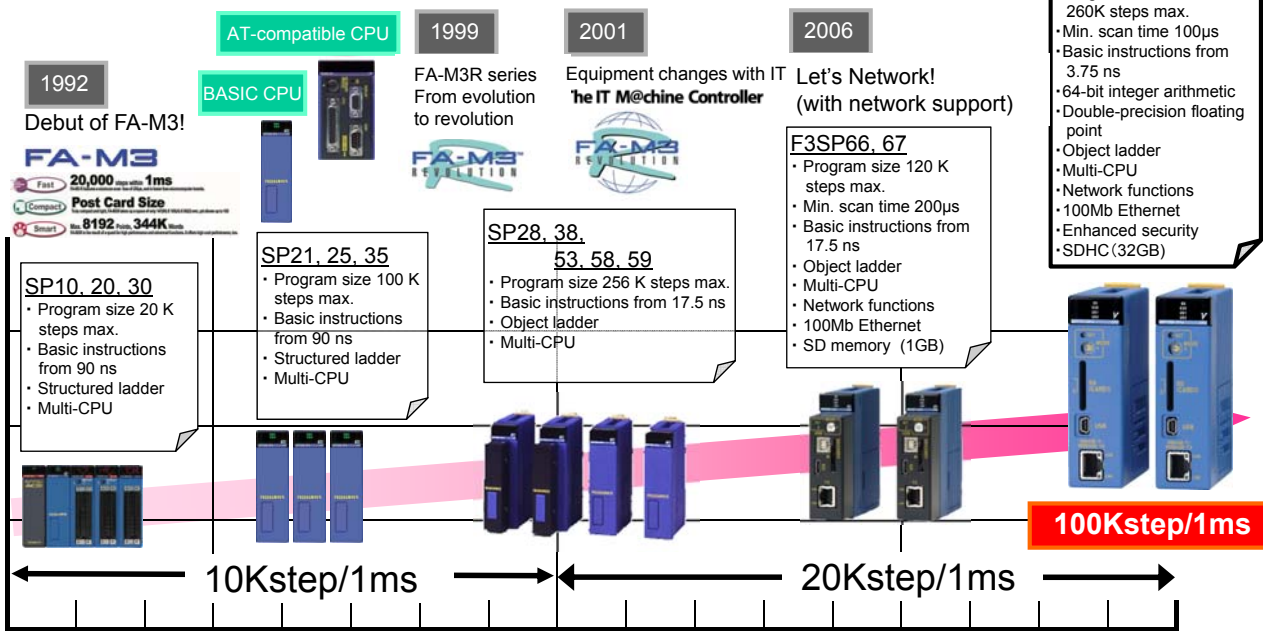 AT-compatible CPU
BASIC CPU
1992
Debut of FA-M3!
FA-M3
Fast 20,000 steps within 1ms
Compact Post Card Size
Smart Max. 8192 Points, 344K Words
SP10, 20, 30
・ Program size 20 K
steps max.
・ Basic instructions
from 90 ns
・ Structured ladder
・ Multi-CPU
SP21, 25, 35
・ Program size 100 K
steps max.
・ Basic instructions
from 90 ns
・ Structured ladder
・ Multi-CPU
1999
FA-M3R series
From evolution
to revolution
FA-M3™
REVOLUTION
2001
Equipment changes with IT
he IT M@chine Controller
FA-M3
REVOLUTION
SP28, 38,
53, 58, 59
・ Program size 256 K steps max.
・ Basic instructions from 17.5 ns
・ Object ladder
・ Multi-CPU
2006
Let's Network!
(with network support)
F3SP66, 67
・ Program size 120 K
steps max.
・ Min. scan time 200µs
・ Basic instructions from
17.5 ns
・ Object ladder
・ Multi-CPU
・ Network functions
・ 100Mb Ethernet
・ SD memory (1GB)
260K steps max.
・Min. scan time 100µs
・Basic instructions from
3.75 ns
・64-bit integer arithmetic
・Double-precision floating
point
・Object ladder
・Multi-CPU
・Network functions
・100Mb Ethernet
・Enhanced security
・SDHC（32GB）
100Kstep/1ms
10Kstep/1ms
20Kstep/1ms